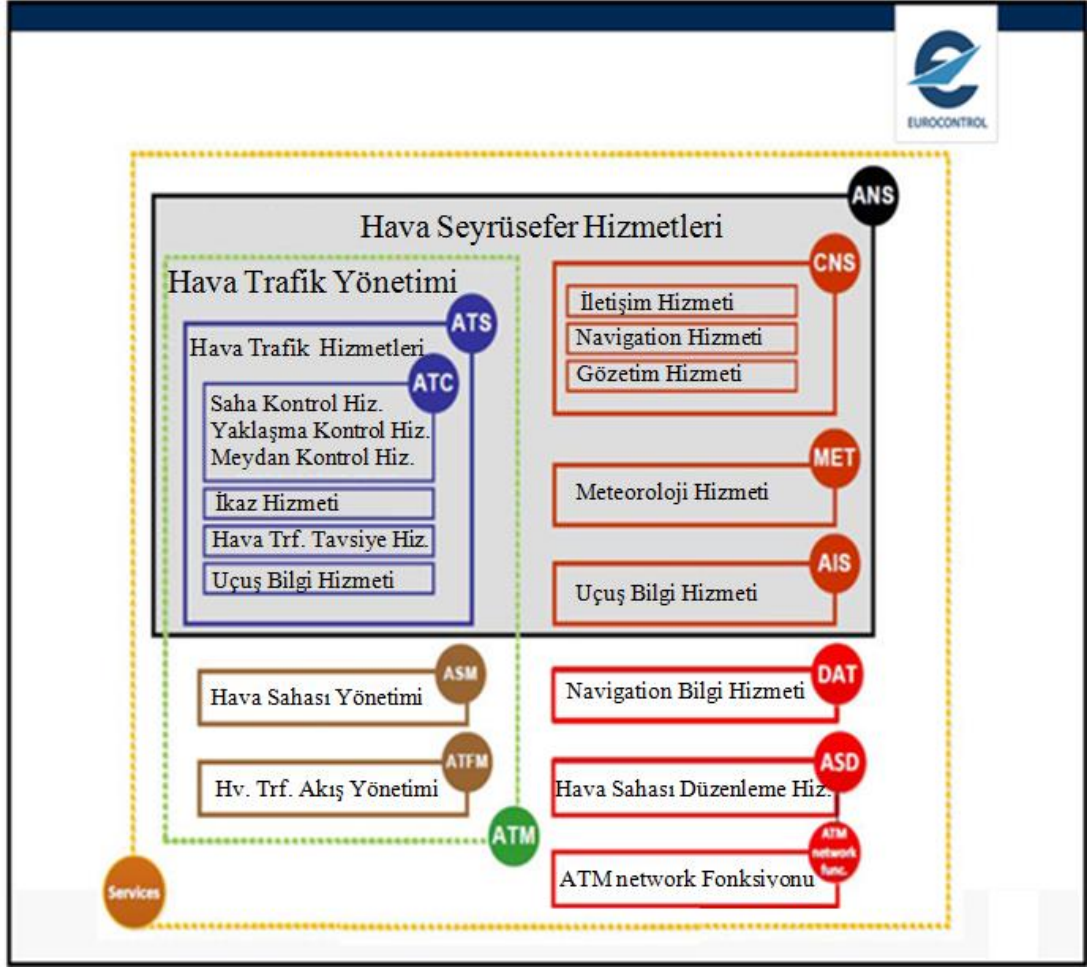 EUROCONTROL
ANS
Hava Seyrüsefer Hizmetleri
Hava Trafik Yönetimi
ATS
Hava Trafik Hizmetleri
ATC
Saha Kontrol Hiz.
Yaklaşma Kontrol Hiz.
Meydan Kontrol Hiz.
İkaz Hizmeti
Hava Trf. Tavsiye Hiz.
Uçuş Bilgi Hizmeti
CNS
İletişim Hizmeti
Navigation Hizmeti
Gözetim Hizmeti
MET
Meteoroloji Hizmeti
AIS
Uçuş Bilgi Hizmeti
ASM
Hava Sahası Yönetimi
ATFM
Hv. Trf. Akış Yönetimi
ATM
DAT
Navigation Bilgi Hizmeti
ASD
Hava Sahası Düzenleme Hiz.
ATM
network
func.
ATM network Fonksiyonu
Services